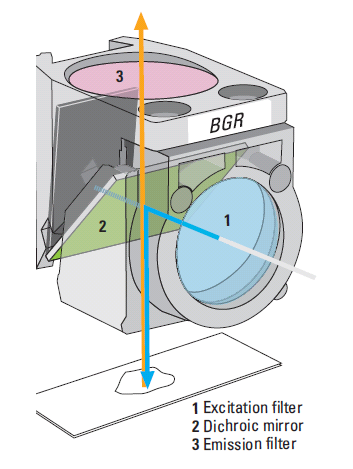 3
BGR
1
2
1 Excitation filter
2 Dichroic mirror
3 Emission filter